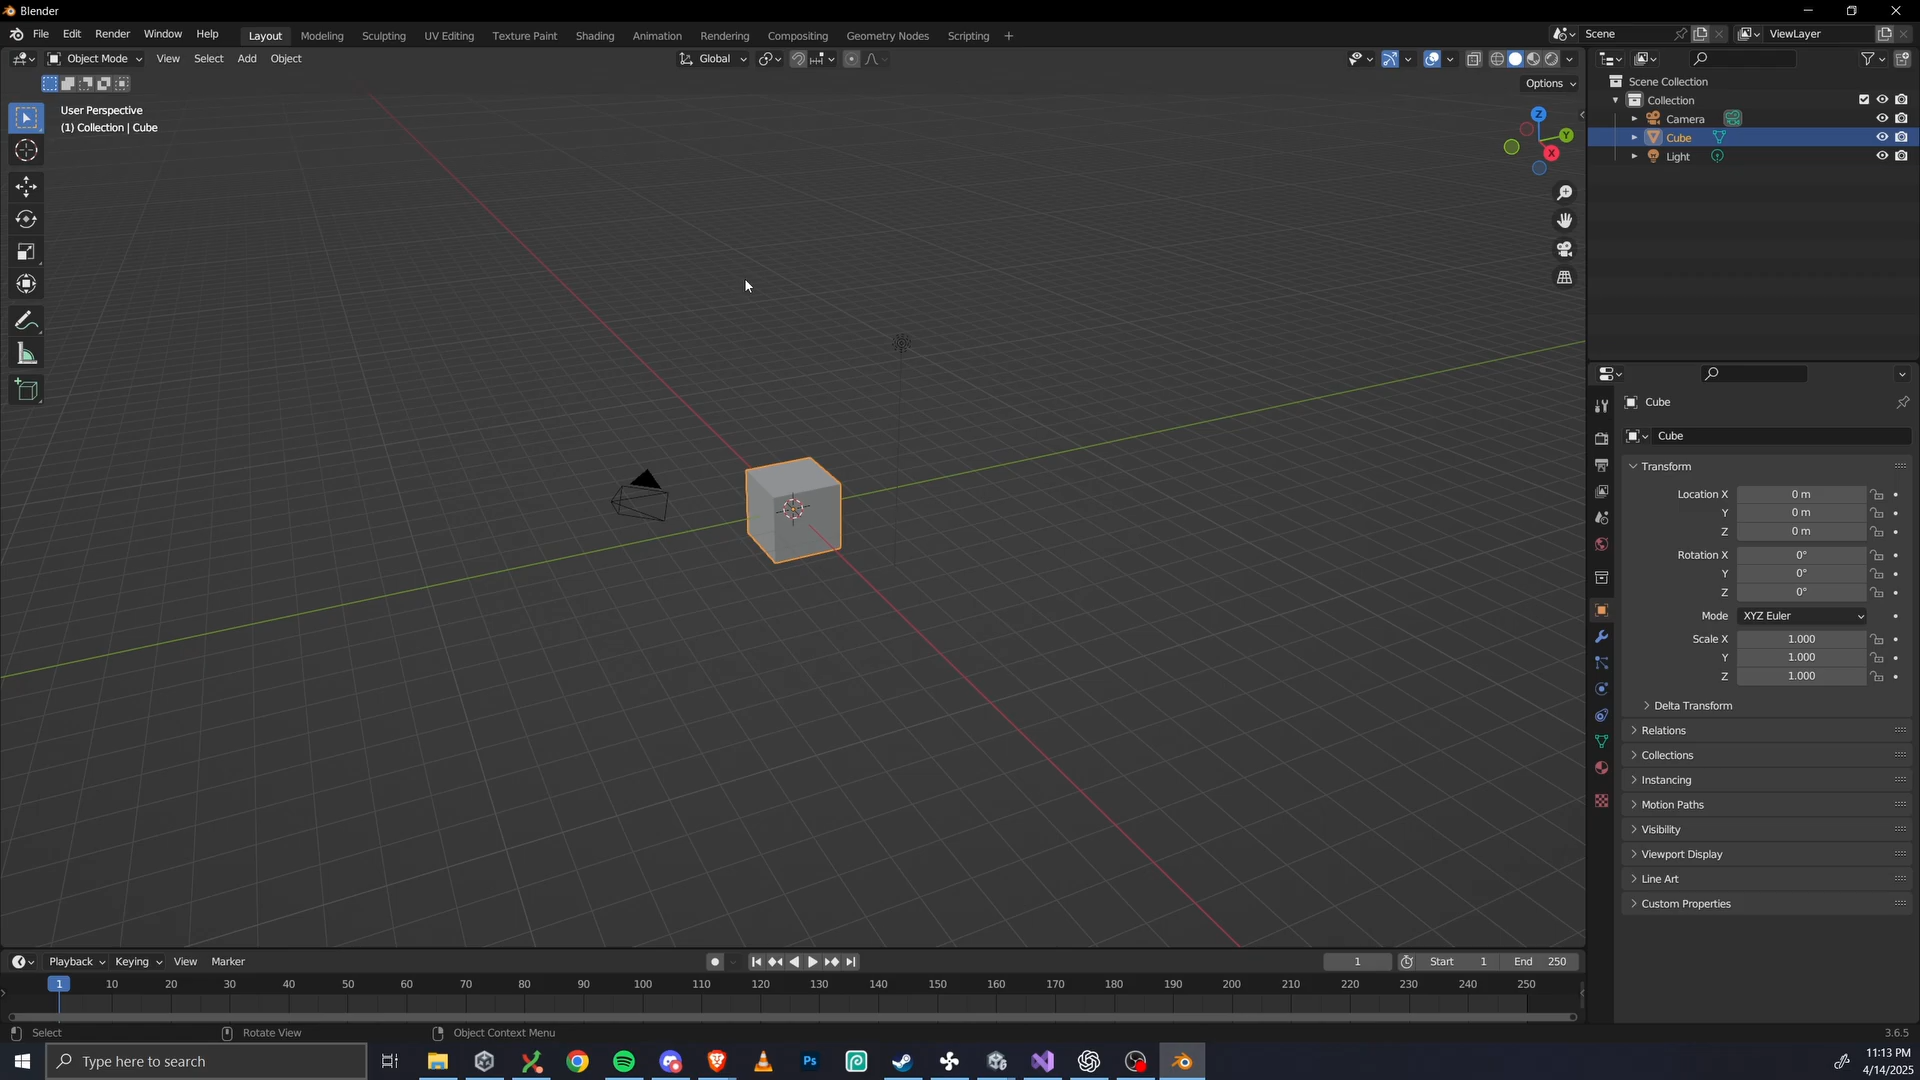 Blender
File Edit Render Window Help Layout Modeling Sculpting UV Editing Texture Paint Shading Animation Rendering Compositing Geometry Nodes Scripting + Scene ViewLayer
Object Mode View Select Add Object Global
Options
User Perspective
(1) Collection | Cube
Z
Y
X
Scene Collection
Collection
Camera
Cube
Light
Cube
Cube
Transform
Location X 0 m
Y 0 m
Z 0 m
Rotation X 0°
Y 0°
Z 0°
Mode XYZ Euler
Scale X 1.000
Y 1.000
Z 1.000
Delta Transform
Relations
Collections
Instancing
Motion Paths
Visibility
Viewport Display
Line Art
Custom Properties
Playback Keying View Marker 1 Start 1 End 250
1 10 20 30 40 50 60 70 80 90 100 110 120 130 140 150 160 170 180 190 200 210 220 230 240 250
Select Rotate View Object Context Menu 3.6.5
Type here to search Ps 11:13 PM
4/14/2025